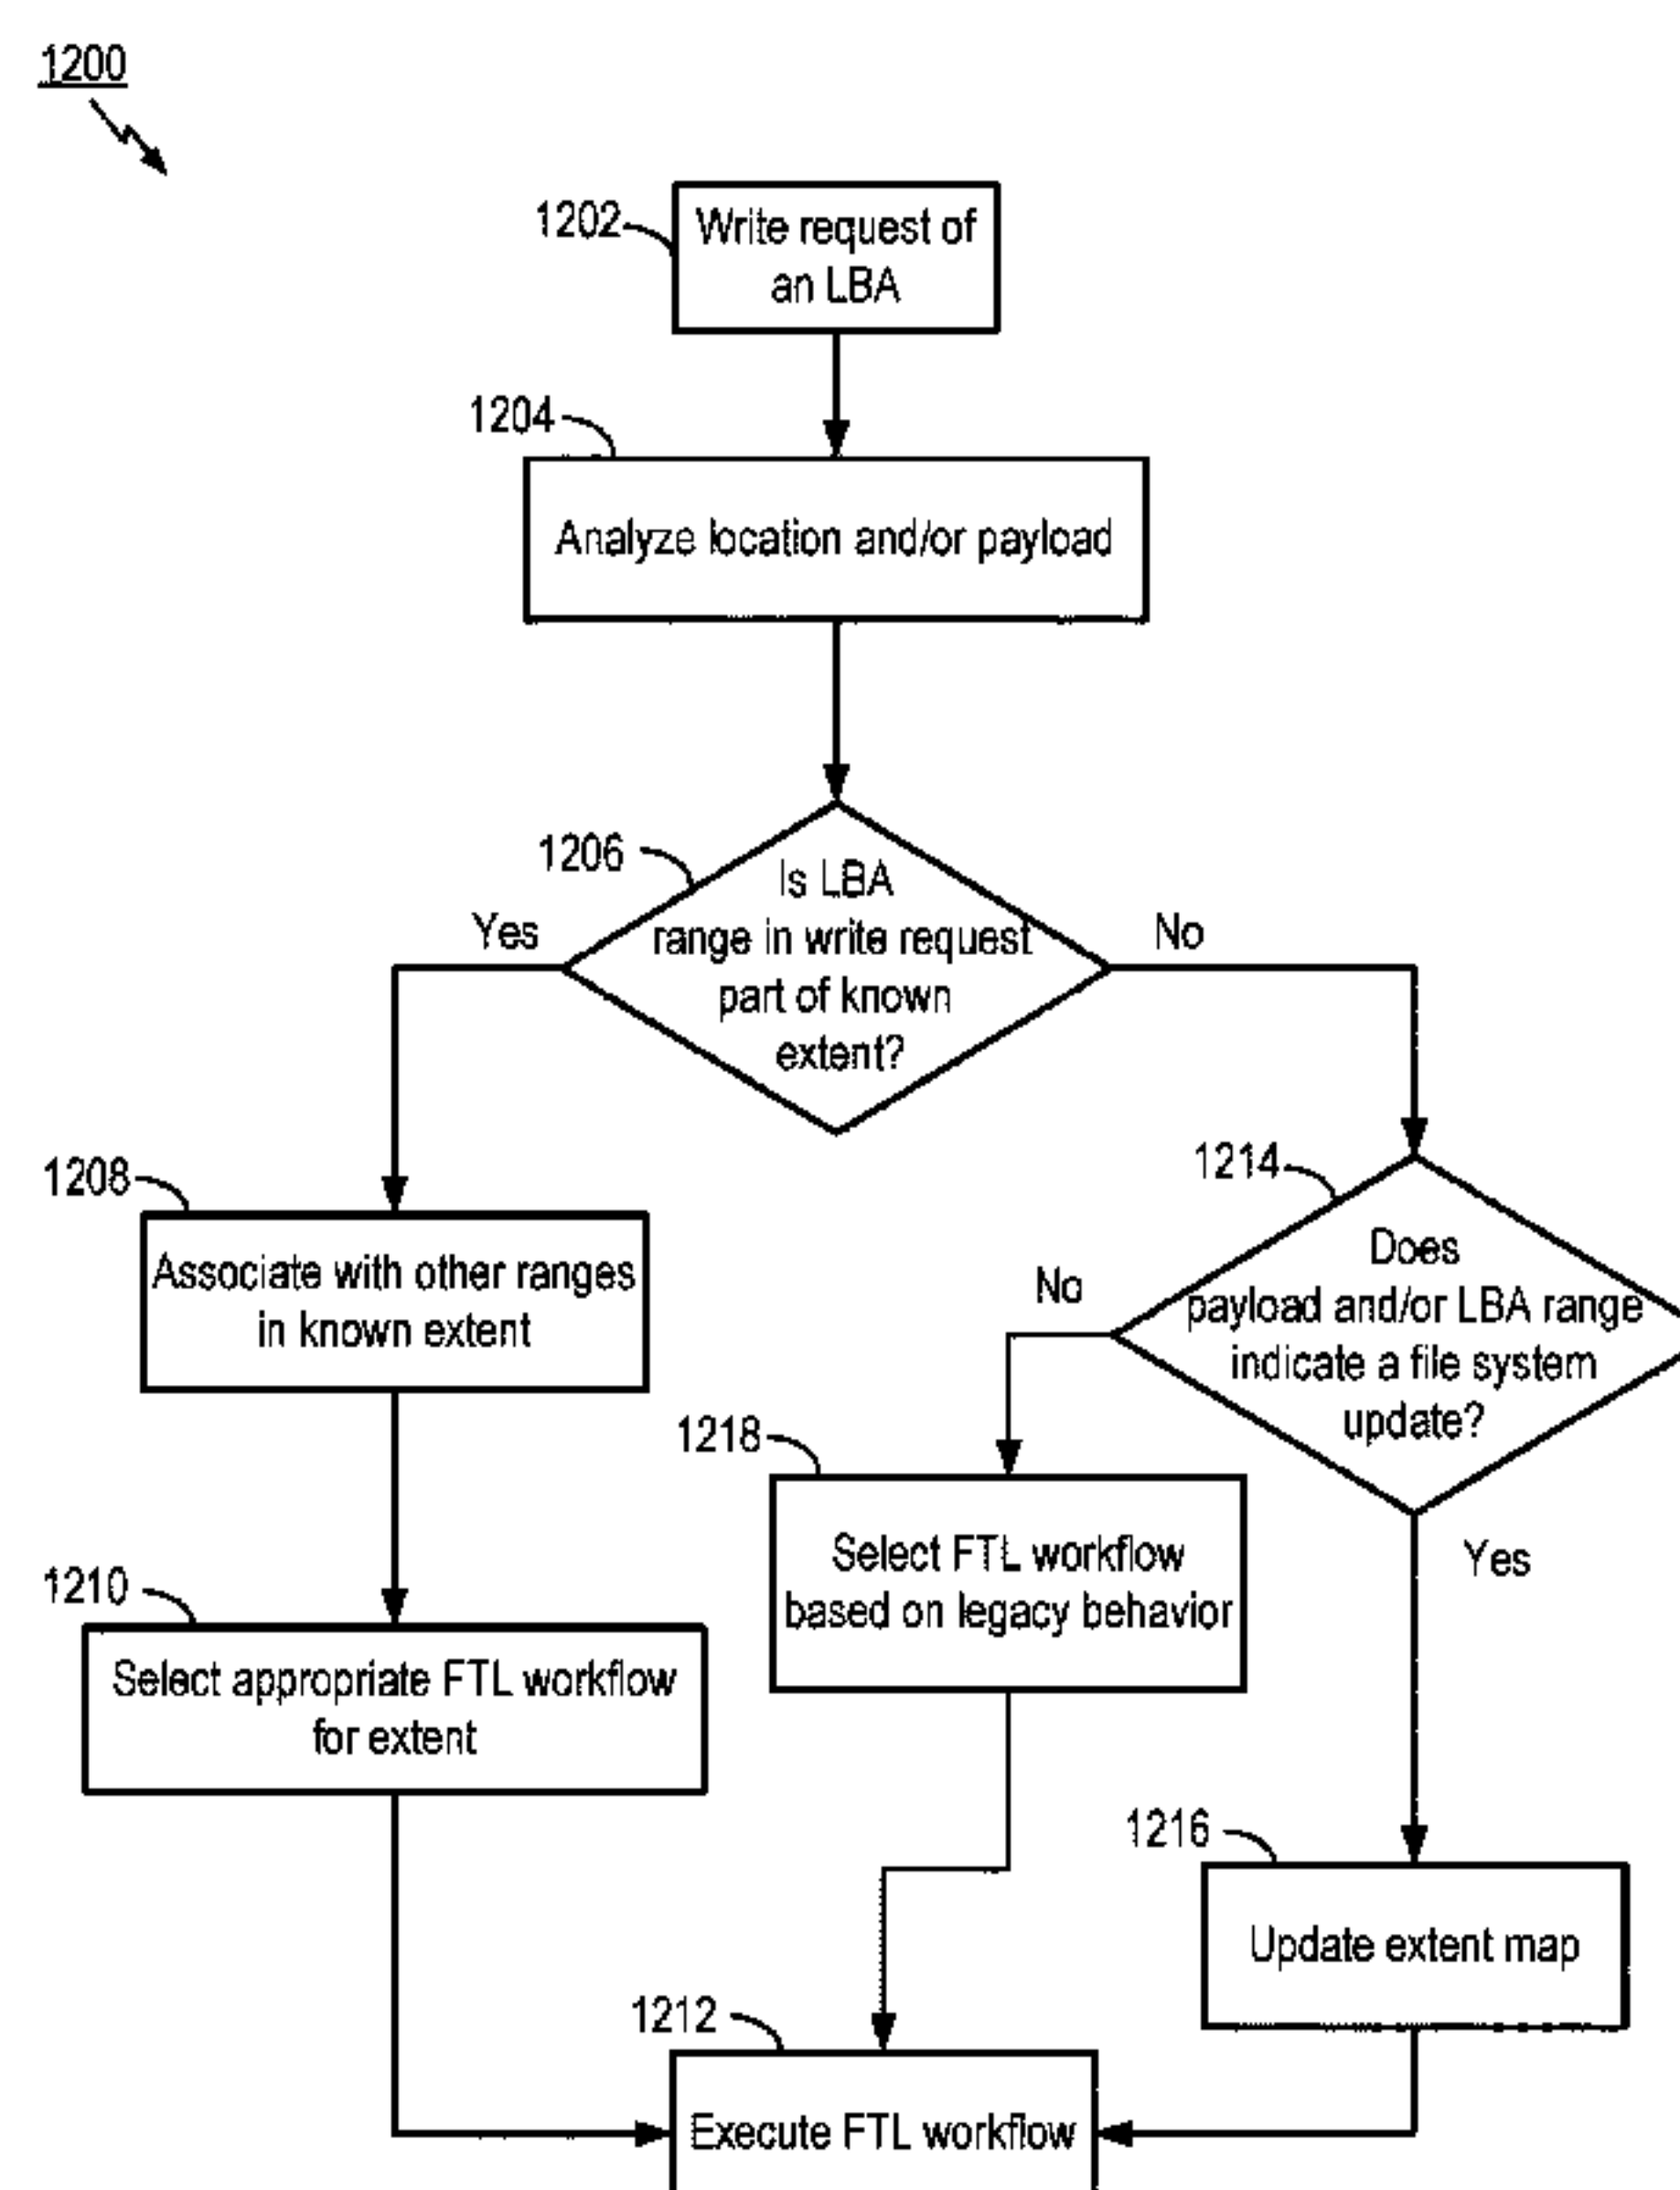 1200
1202
Write request of
an LBA
1204
Analyze location and/or payload
1206
Is LBA
range in write request
part of known
extent?
Yes
No
1208
Associate with other ranges
in known extent
1214
Does
payload and/or LBA range
indicate a file system
update?
No
Yes
1210
Select appropriate FTL workflow
for extent
1218
Select FTL workflow
based on legacy behavior
1216
Update extent map
1212
Execute FTL workflow